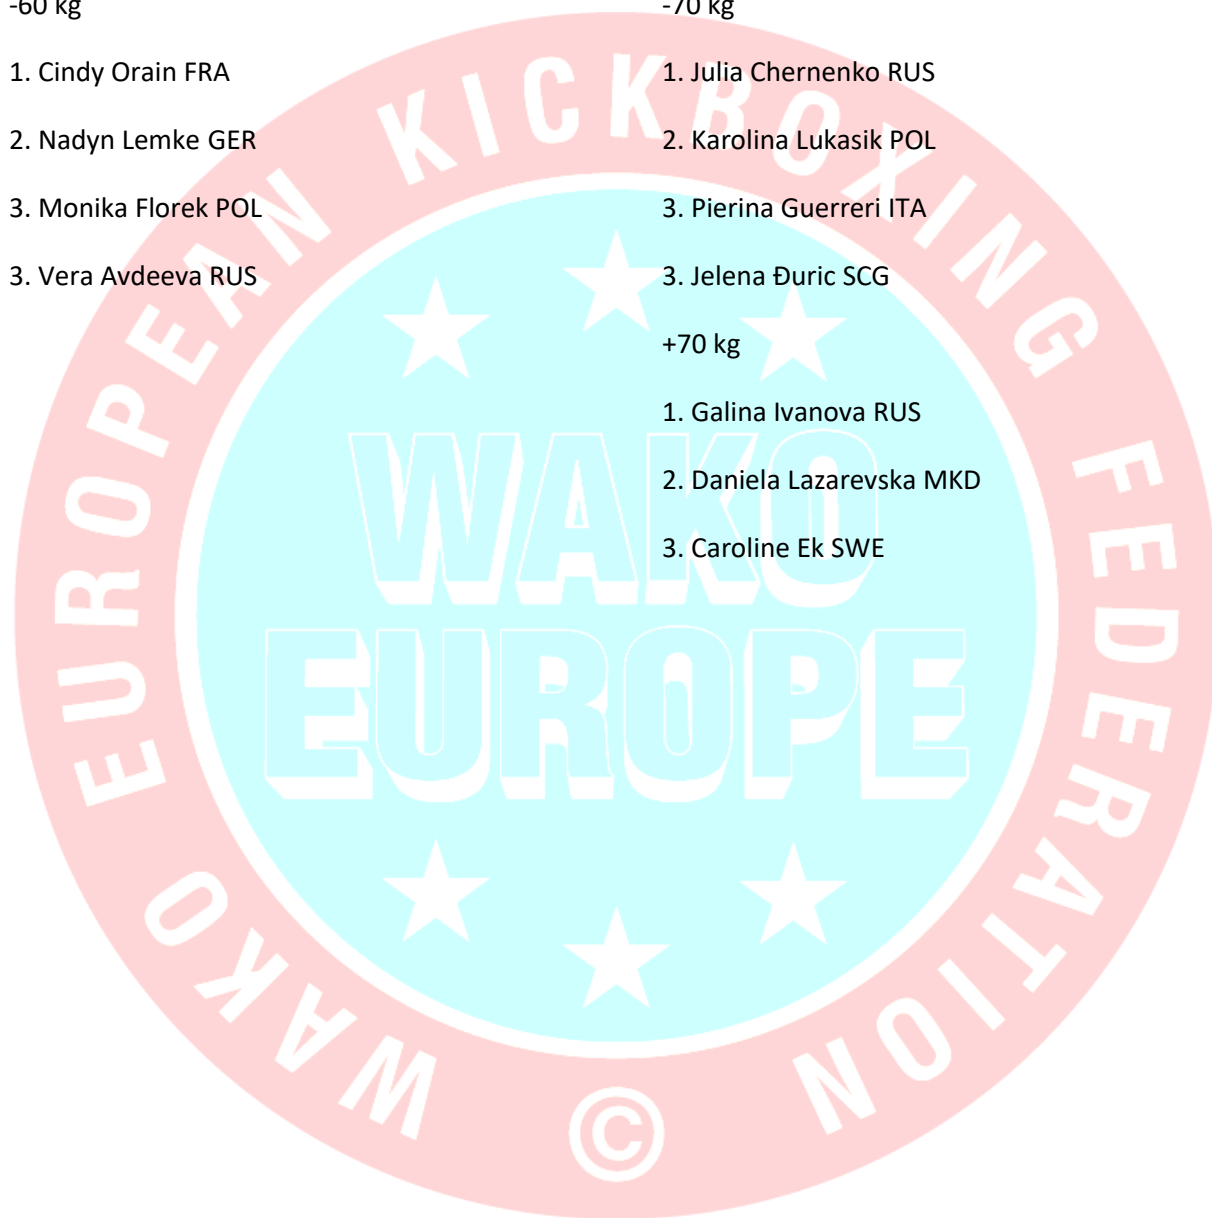 -60 kg
1. Cindy Orain FRA
2. Nadyn Lemke GER
3. Monika Florek POL
3. Vera Avdeeva RUS
-70 kg
1. Julia Chernenko RUS
2. Karolina Lukasik POL
3. Pierina Guerreri ITA
3. Jelena Đuric SCG
+70 kg
1. Galina Ivanova RUS
2. Daniela Lazarevska MKD
3. Caroline Ek SWE
WAKO EUROPEAN KICKBOXING FEDERATION
WAKO
EUROPE
©